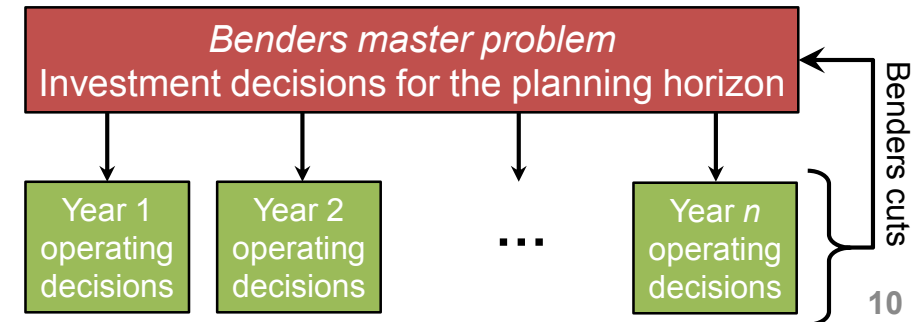 Benders master problem
Investment decisions for the planning horizon
Year 1
operating
decisions
Year 2
operating
decisions
...
Year n
operating
decisions
Benders cuts
10